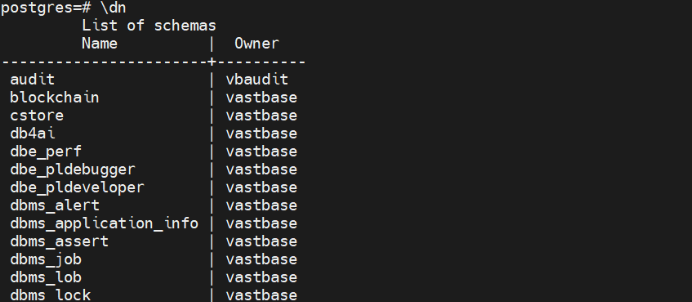 postgres=# \dn
         List of schemas
         Name          |  Owner
-----------------------+----------
 audit                 | vbaudit
 blockchain            | vastbase
 cstore                | vastbase
 db4ai                 | vastbase
 dbe_perf              | vastbase
 dbe_pldebugger        | vastbase
 dbe_pldeveloper       | vastbase
 dbms_alert            | vastbase
 dbms_application_info | vastbase
 dbms_assert           | vastbase
 dbms_job              | vastbase
 dbms_lob              | vastbase
 dbms_lock             | vastbase